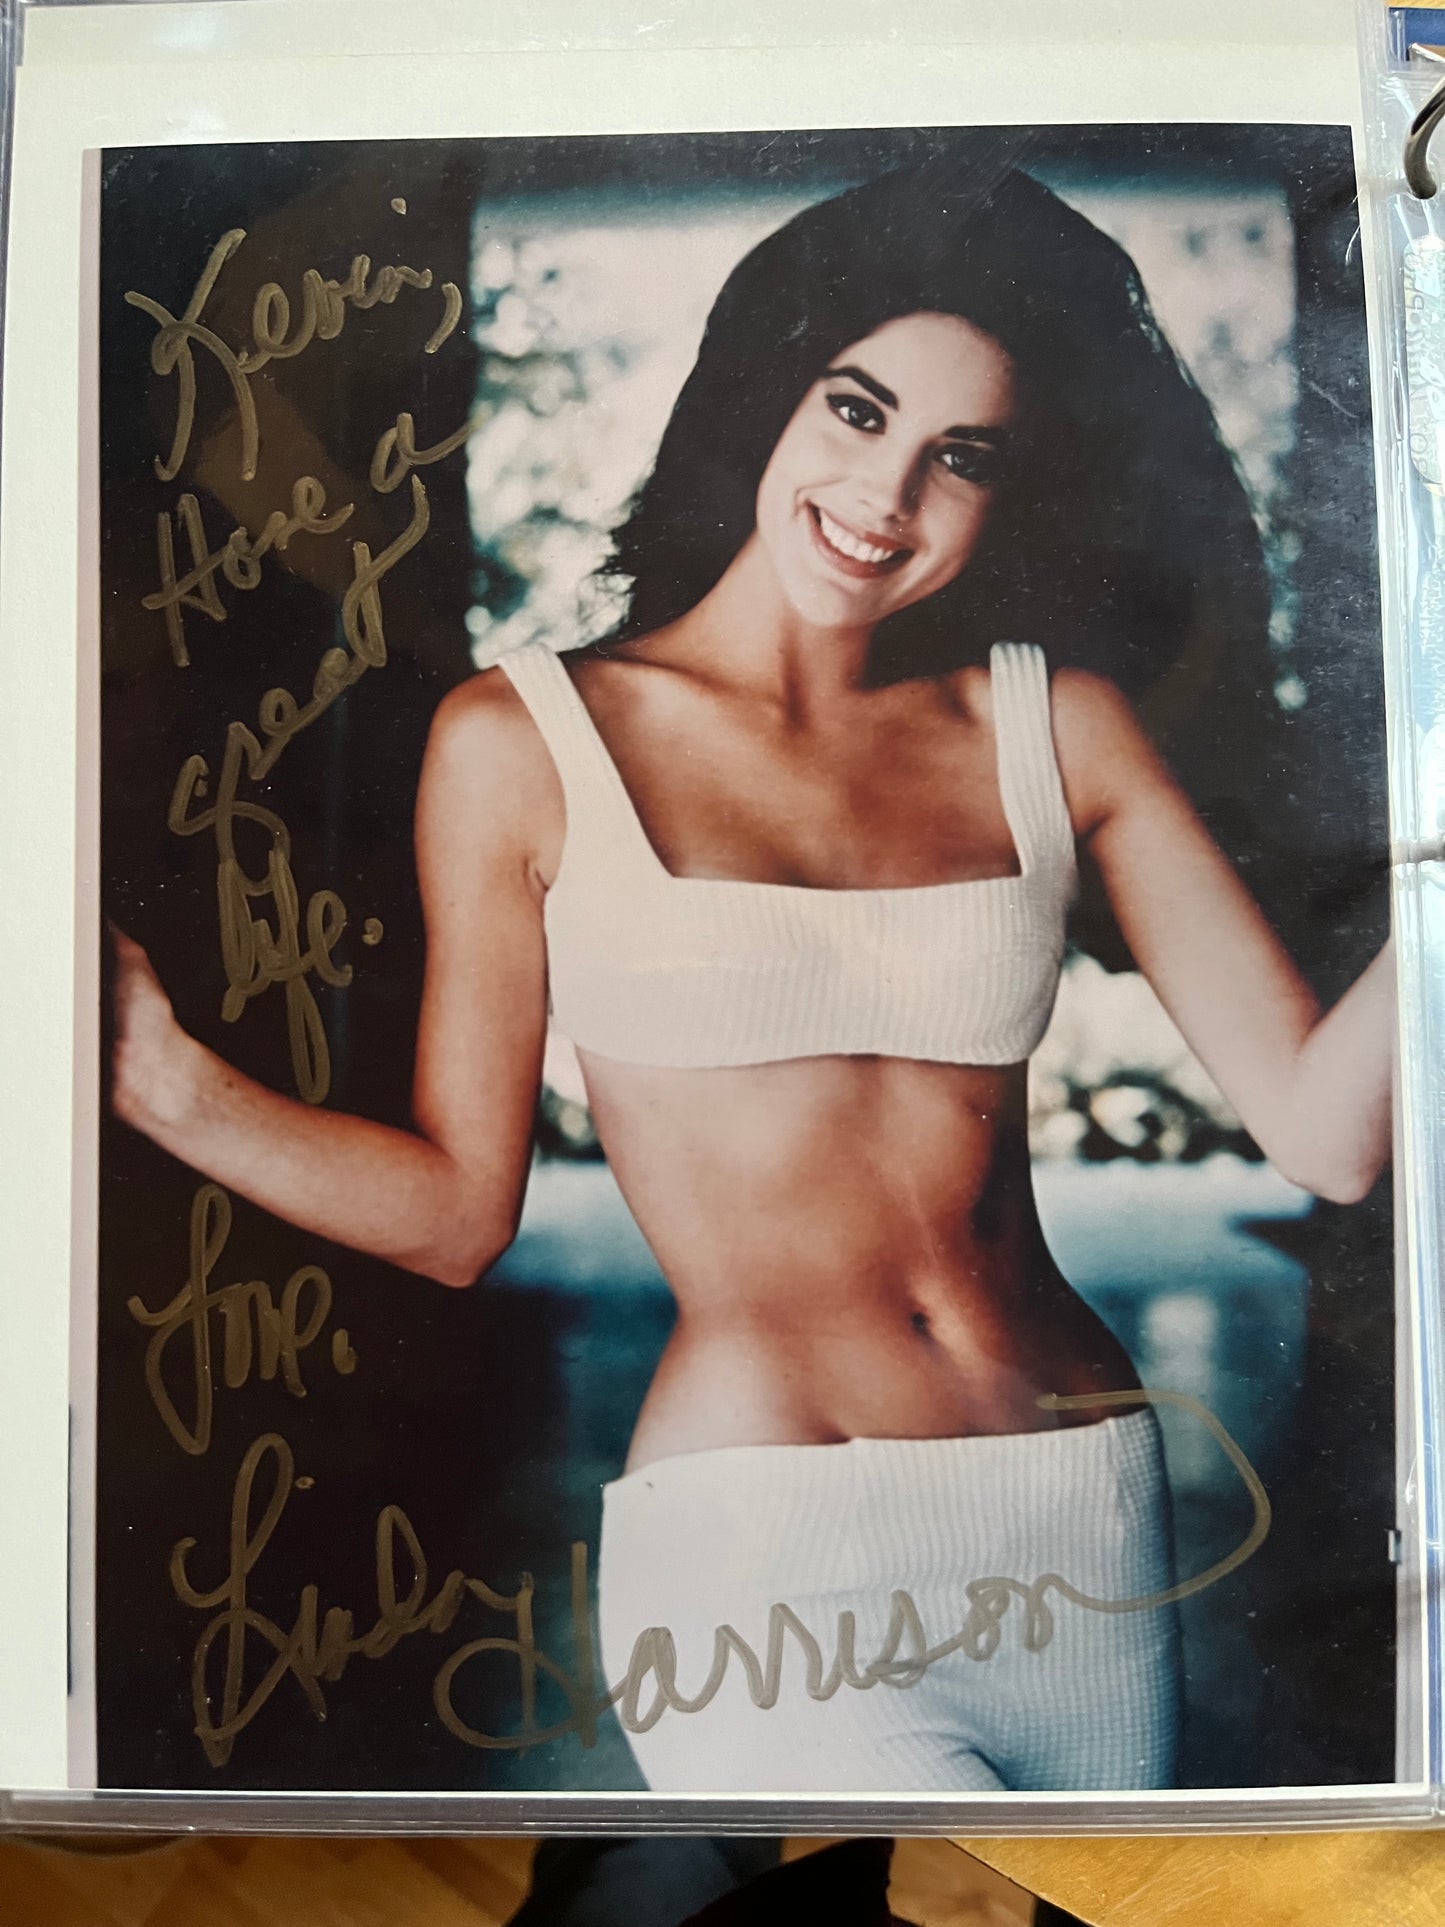 Kevin,
Have a
great
life.
Love.
Linda Harrison